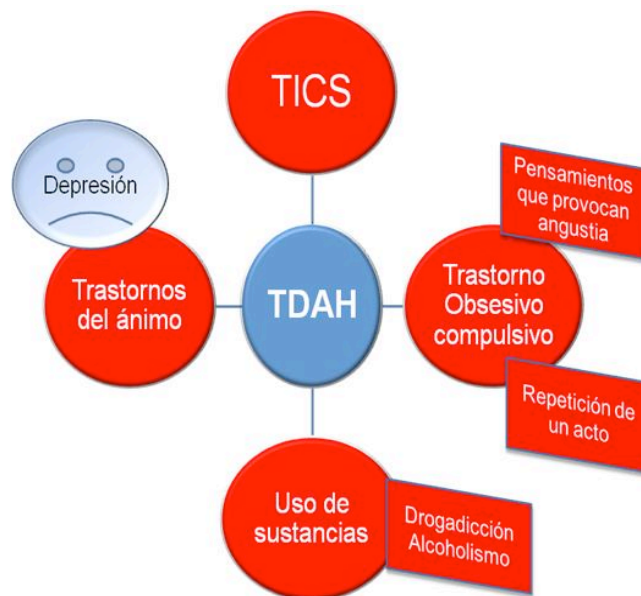 TICS
Depresión
Trastornos
del ánimo
TDAH
Pensamientos
que provocan
angustia
Trastorno
Obsesivo
compulsivo
Repetición de
un acto
Uso de
sustancias
Drogadicción
Alcoholismo